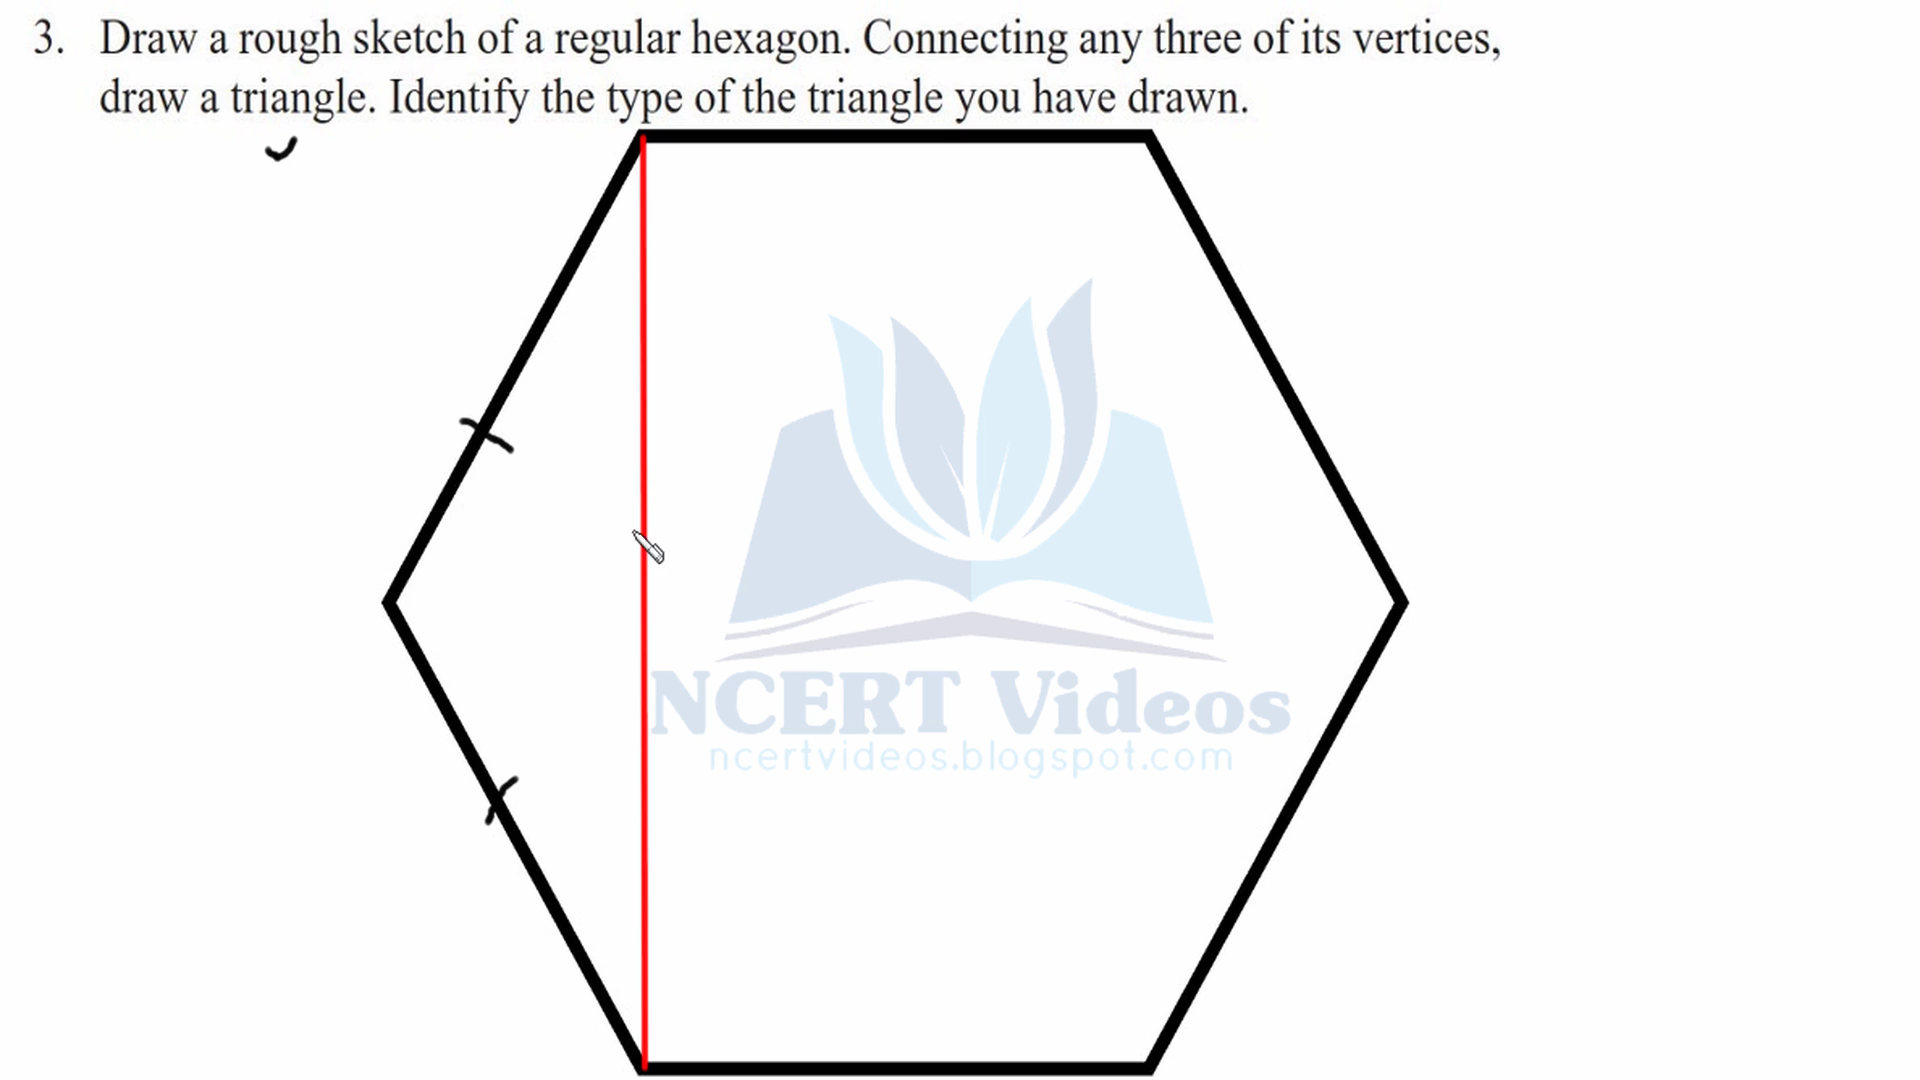 3. Draw a rough sketch of a regular hexagon. Connecting any three of its vertices,
draw a triangle. Identify the type of the triangle you have drawn.
NCERT Videos
ncertvideos.blogspot.com